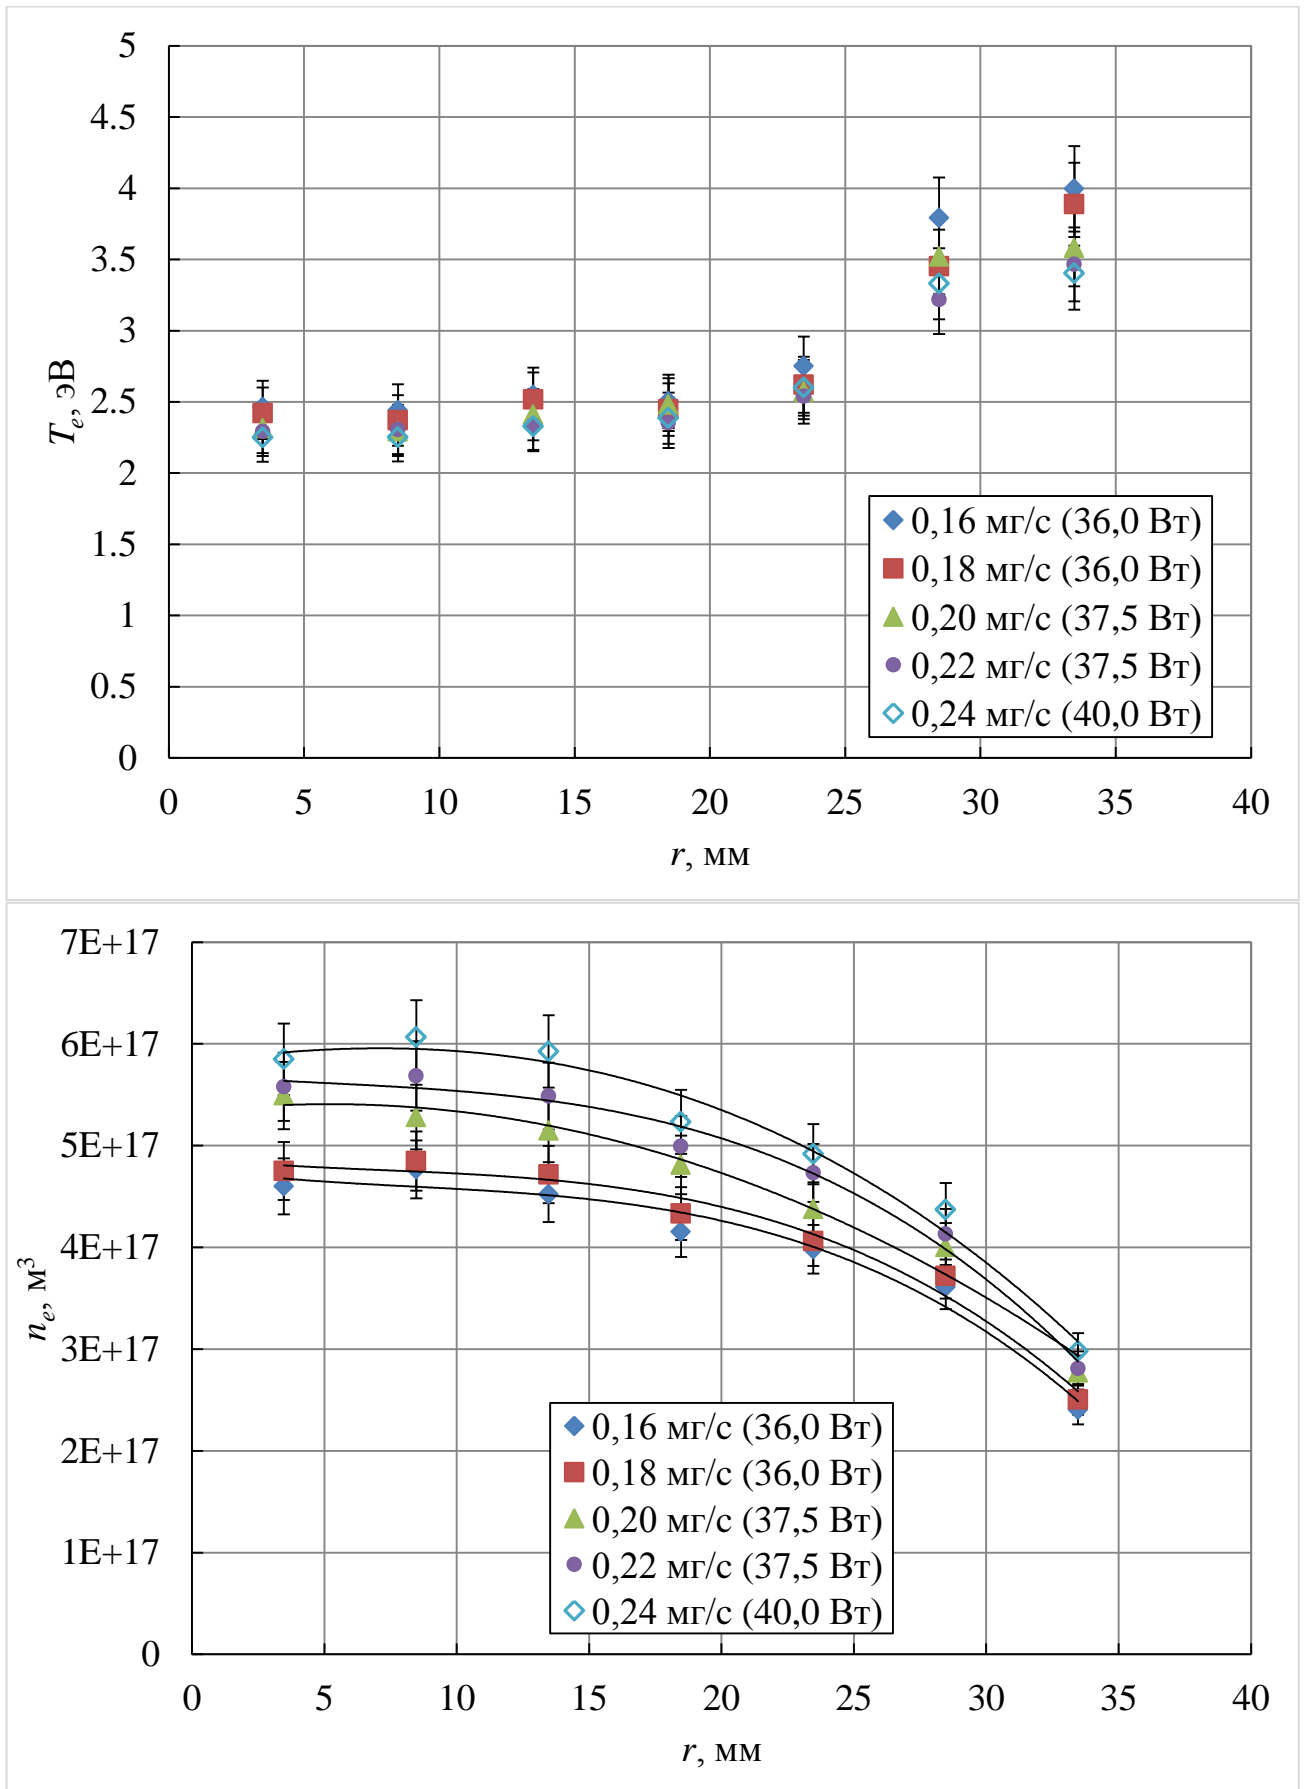 5
4.5
4
3.5
3
2.5
2
1.5
1
0.5
0
Tₑ, эВ
0,16 мг/с (36,0 Вт)
0,18 мг/с (36,0 Вт)
0,20 мг/с (37,5 Вт)
0,22 мг/с (37,5 Вт)
0,24 мг/с (40,0 Вт)
0 5 10 15 20 25 30 35 40
r, мм
7E+17
6E+17
5E+17
4E+17
3E+17
2E+17
1E+17
0
nₑ, м³
0,16 мг/с (36,0 Вт)
0,18 мг/с (36,0 Вт)
0,20 мг/с (37,5 Вт)
0,22 мг/с (37,5 Вт)
0,24 мг/с (40,0 Вт)
0 5 10 15 20 25 30 35 40
r, мм